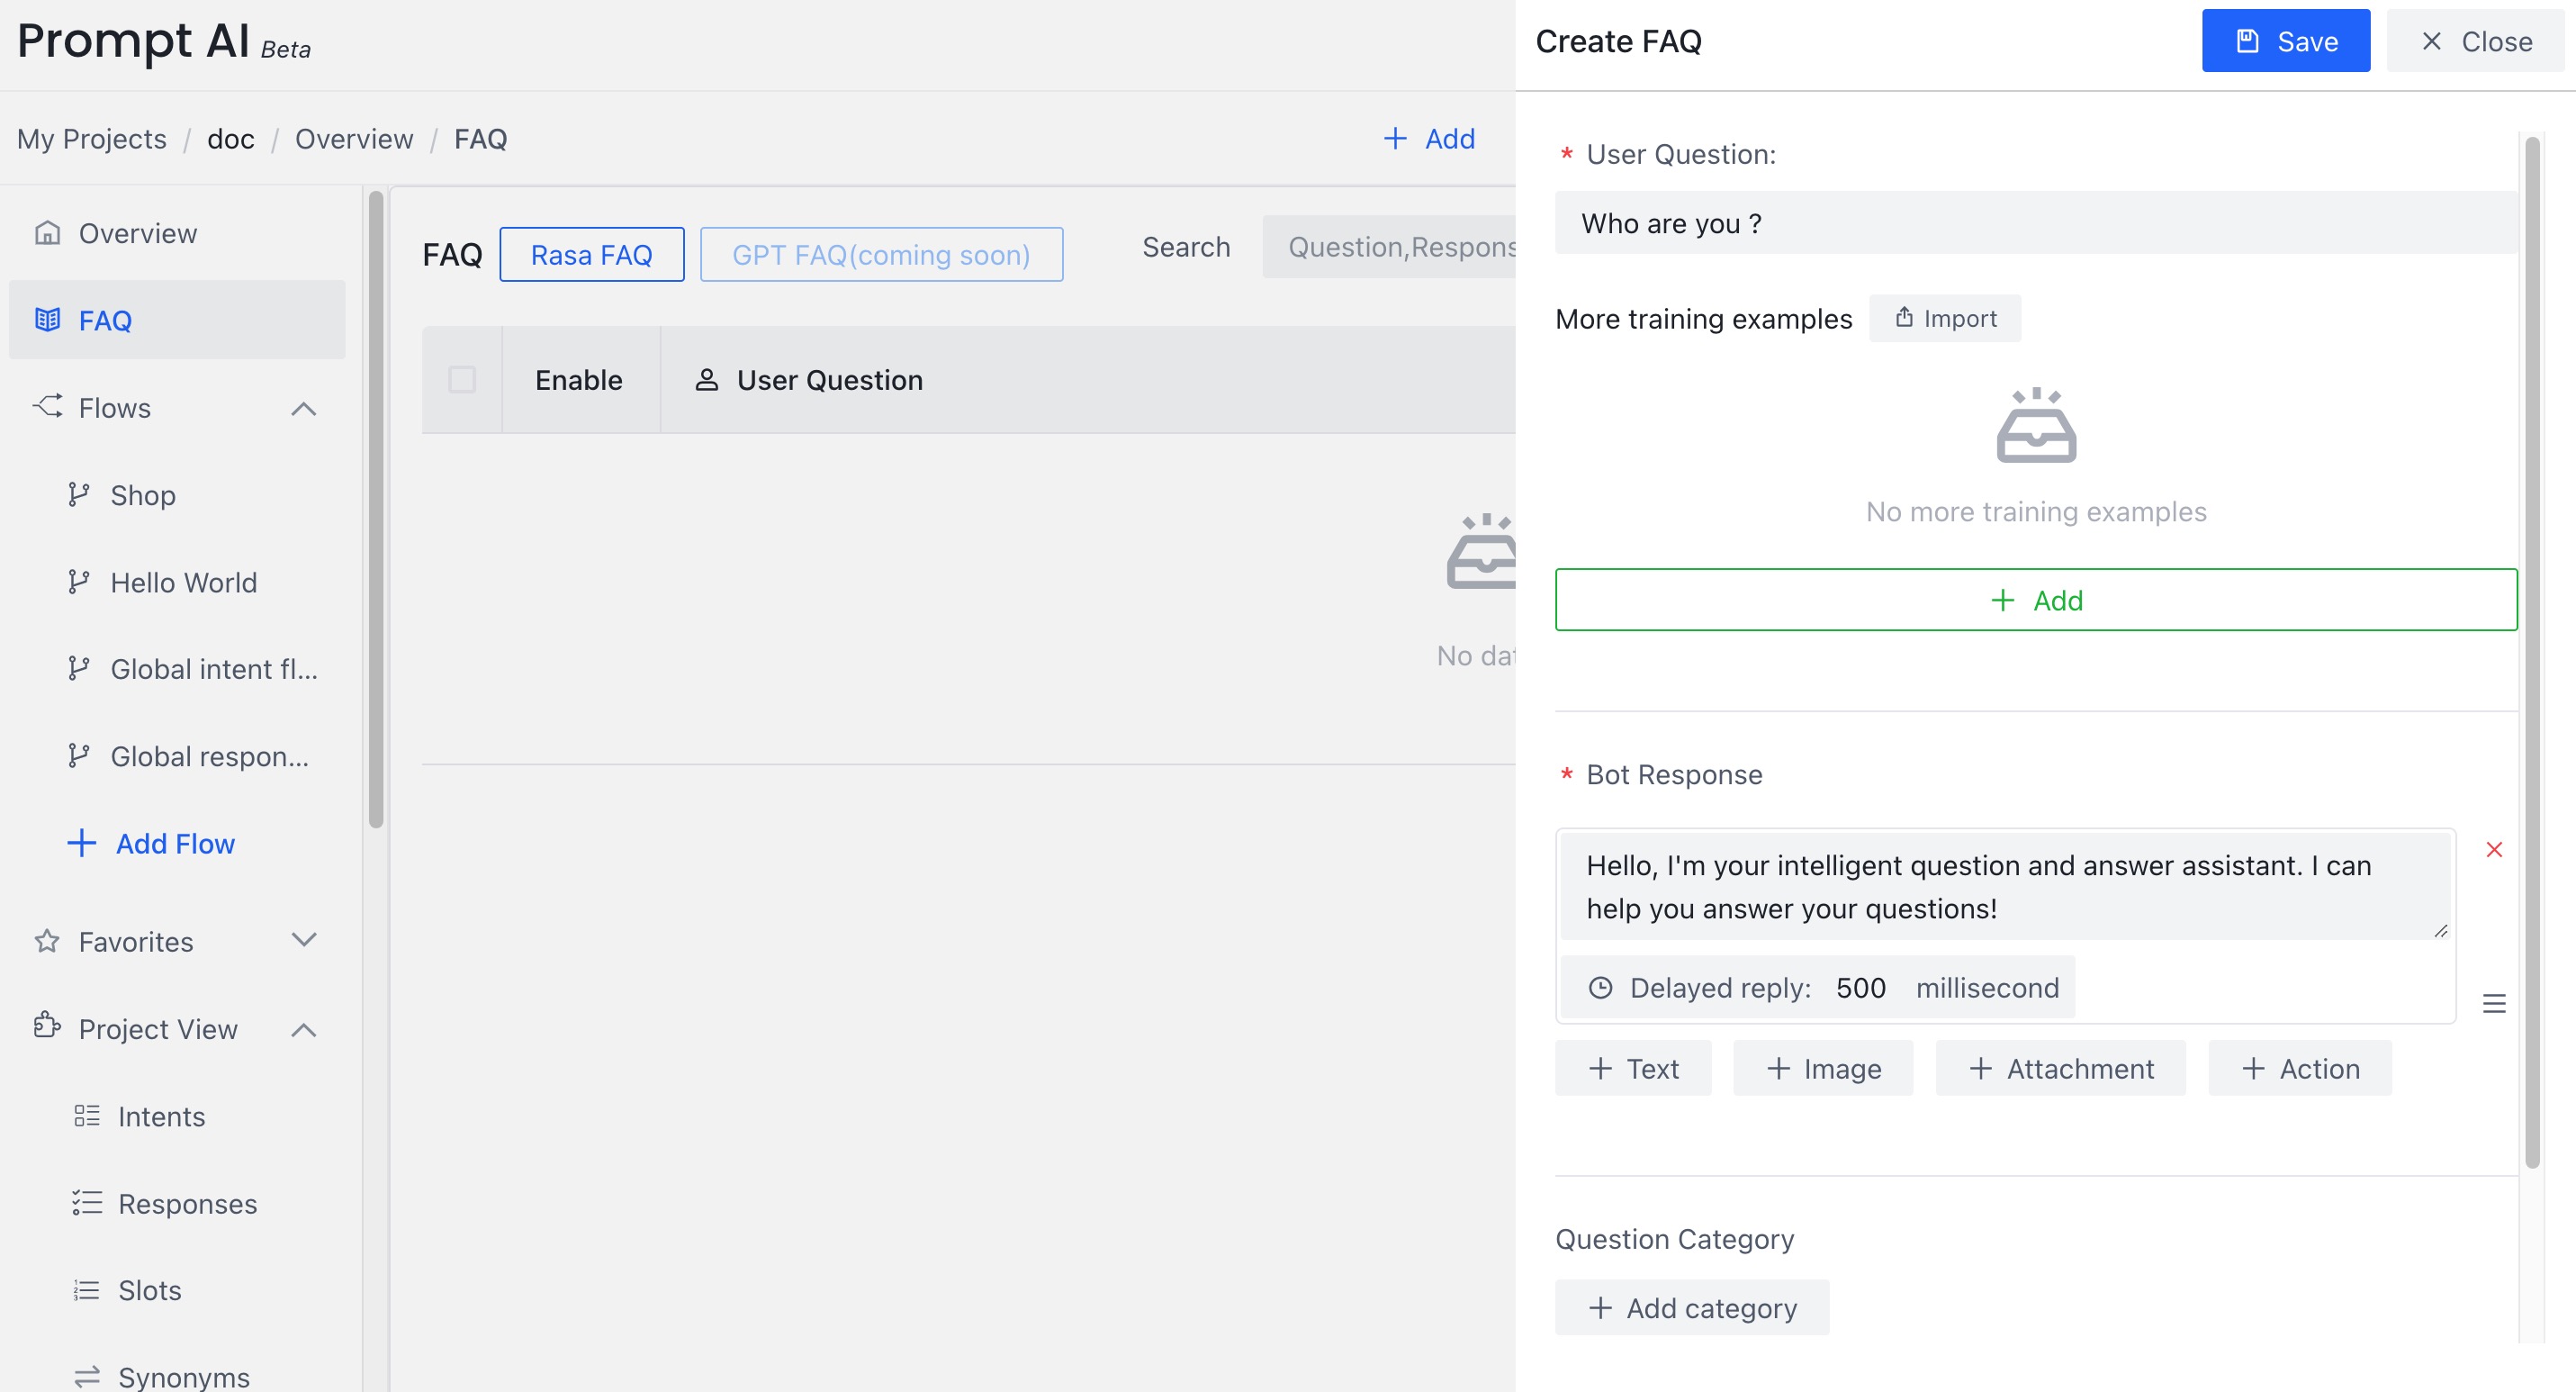 Prompt AI Beta
My Projects / doc / Overview / FAQ
+ Add
Overview
FAQ
Flows
Shop
Hello World
Global intent fl...
Global respon...
+ Add Flow
Favorites
Project View
Intents
Responses
Slots
Synonyms
FAQ
Rasa FAQ
GPT FAQ(coming soon)
Search
Question,Respons
Enable
User Question
No dat
Create FAQ
Save
Close
* User Question:
Who are you ?
More training examples
Import
No more training examples
+ Add
* Bot Response
Hello, I'm your intelligent question and answer assistant. I can
help you answer your questions!
Delayed reply: 500 millisecond
+ Text
+ Image
+ Attachment
+ Action
Question Category
+ Add category